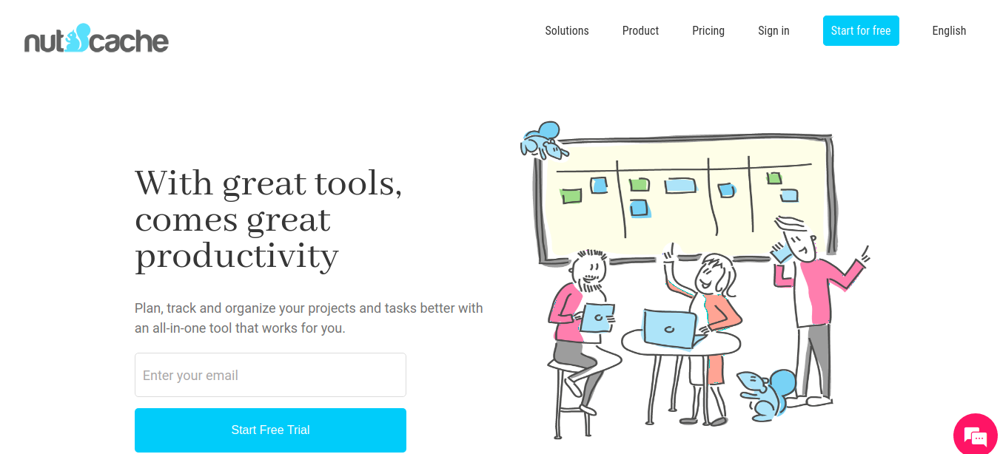 nutcache
Solutions
Product
Pricing
Sign in
Start for free
English
With great tools,
comes great
productivity
Plan, track and organize your projects and tasks better with
an all-in-one tool that works for you.
Enter your email
Start Free Trial